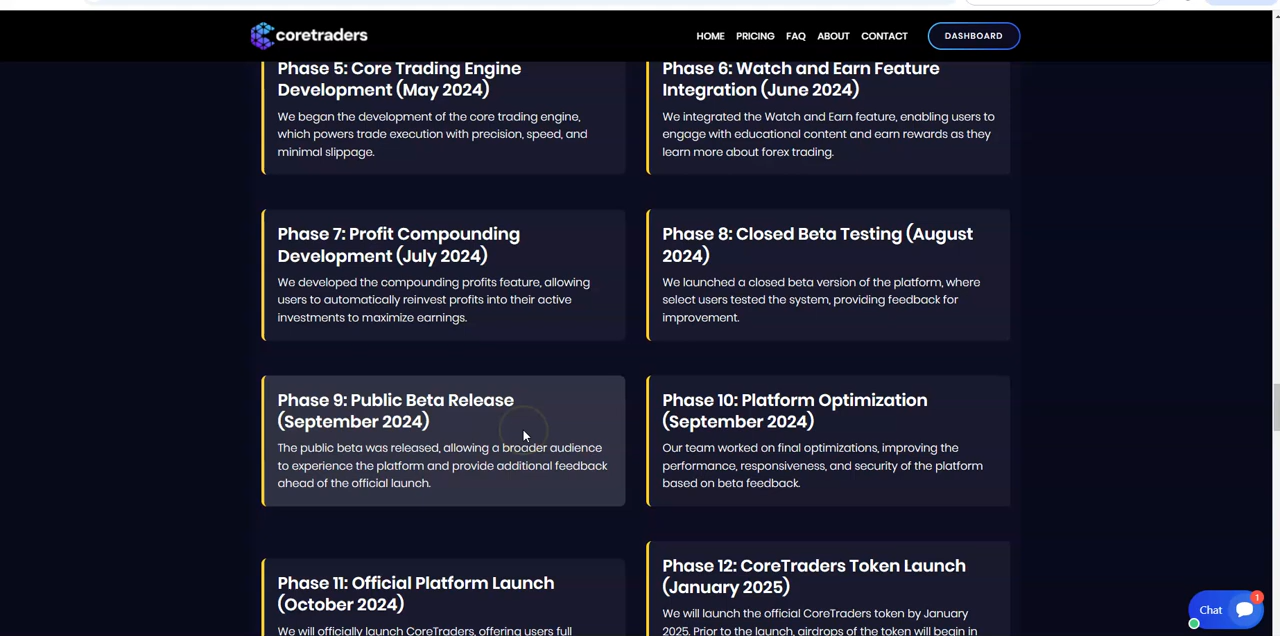 coretraders
HOME PRICING FAQ ABOUT CONTACT DASHBOARD
Phase 5: Core Trading Engine
Development (May 2024)
We began the development of the core trading engine,
which powers trade execution with precision, speed, and
minimal slippage.
Phase 6: Watch and Earn Feature
Integration (June 2024)
We integrated the Watch and Earn feature, enabling users to
engage with educational content and earn rewards as they
learn more about forex trading.
Phase 7: Profit Compounding
Development (July 2024)
We developed the compounding profits feature, allowing
users to automatically reinvest profits into their active
investments to maximize earnings.
Phase 8: Closed Beta Testing (August
2024)
We launched a closed beta version of the platform, where
select users tested the system, providing feedback for
improvement.
Phase 9: Public Beta Release
(September 2024)
The public beta was released, allowing a broader audience
to experience the platform and provide additional feedback
ahead of the official launch.
Phase 10: Platform Optimization
(September 2024)
Our team worked on final optimizations, improving the
performance, responsiveness, and security of the platform
based on beta feedback.
Phase 11: Official Platform Launch
(October 2024)
We will officially launch CoreTraders, offering users full
Phase 12: CoreTraders Token Launch
(January 2025)
We will launch the official CoreTraders token by January
2025. Prior to the launch, airdrops of the token will begin in
Chat
1